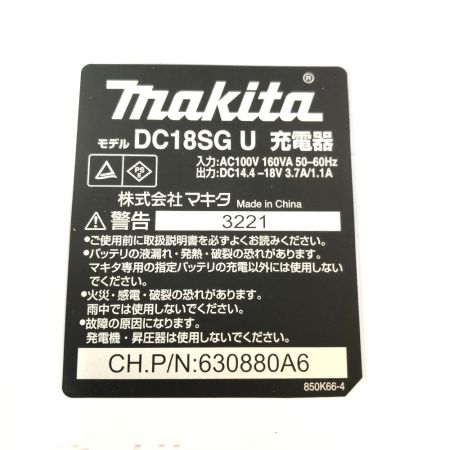 makita®
モデル DC18SG U 充電器
入力:AC100V 160VA 50-60Hz
出力:DC14.4-18V 3.7A/1.1A
PS
E
株式会社マキタ Made in China
警告 3221
●ご使用前に取扱説明書を必ずよくお読みください。
●バッテリの液漏れ・発熱・破裂の恐れがあります。
マキタ専用の指定バッテリの充電以外には使用しない
でください。
●火災・感電・破裂の恐れがあります。
雨中では使用しないでください。
●故障の原因になります。
発電機・昇圧器は使用しないでください。
CH.P/N:630880A6
850K66-4